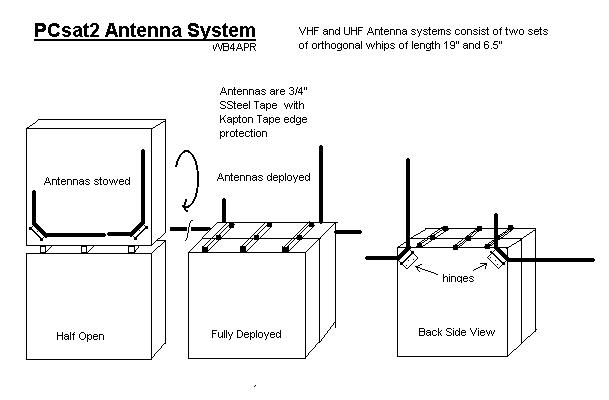 PCsat2 Antenna System
WB4APR
VHF and UHF Antenna systems consist of two sets
of orthogonal whips of length 19" and 6.5"
Antennas are 3/4"
SSteel Tape with
Kapton Tape edge
protection
Antennas stowed
Antennas deployed
hinges
Half Open
Fully Deployed
Back Side View